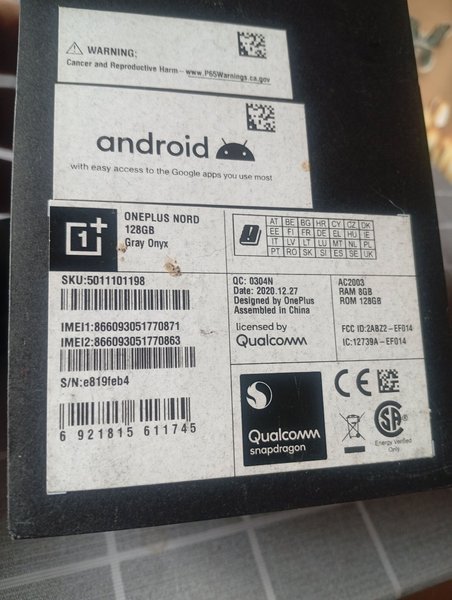 WARNING:
Cancer and Reproductive Harm - www.P65Warnings.ca.gov
android
with easy access to the Google apps you use most
1+
ONEPLUS NORD
128GB
Gray Onyx
AT BE BG HR CY CZ DK
EE FI FR DE EL HU IE
IT LV LT LU MT NL PL
PT RO SK SI ES SE UK
SKU:5011101198
IMEI1:866093051770871
IMEI2:866093051770863
S/N:e819feb4
6 921815 611745
QC: 0304N
Date: 2020.12.27
Designed by OnePlus
Assembled in China
AC2003
RAM 8GB
ROM 128GB
licensed by
Qualcomm
FCC ID:2ABZ2-EF014
IC:12739A-EF014
Qualcomm
snapdragon
CE
SA
Energy Verified
Only